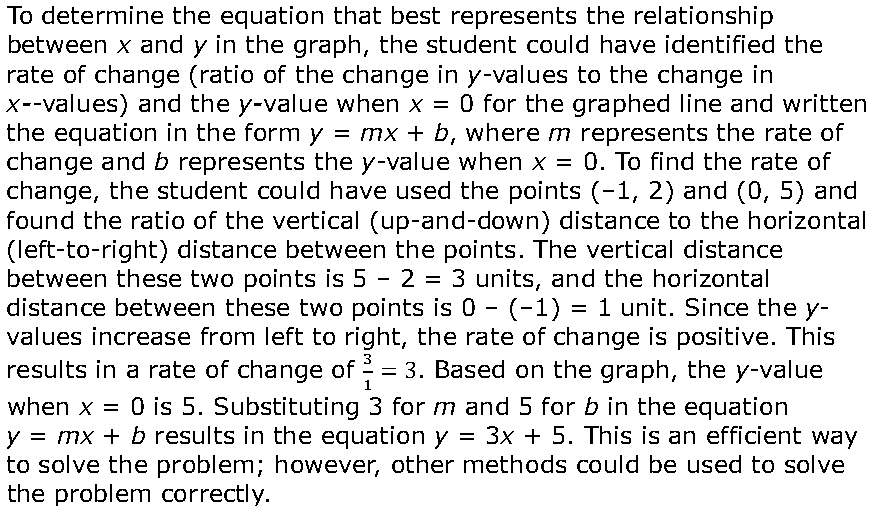 To determine the equation that best represents the relationship
between x and y in the graph, the student could have identified the
rate of change (ratio of the change in y-values to the change in
x--values) and the y-value when x = 0 for the graphed line and written
the equation in the form y = mx + b, where m represents the rate of
change and b represents the y-value when x = 0. To find the rate of
change, the student could have used the points (−1, 2) and (0, 5) and
found the ratio of the vertical (up-and-down) distance to the horizontal
(left-to-right) distance between the points. The vertical distance
between these two points is 5 − 2 = 3 units, and the horizontal
distance between these two points is 0 − (−1) = 1 unit. Since the y-
values increase from left to right, the rate of change is positive. This
results in a rate of change of 3/1 = 3. Based on the graph, the y-value
when x = 0 is 5. Substituting 3 for m and 5 for b in the equation
y = mx + b results in the equation y = 3x + 5. This is an efficient way
to solve the problem; however, other methods could be used to solve
the problem correctly.